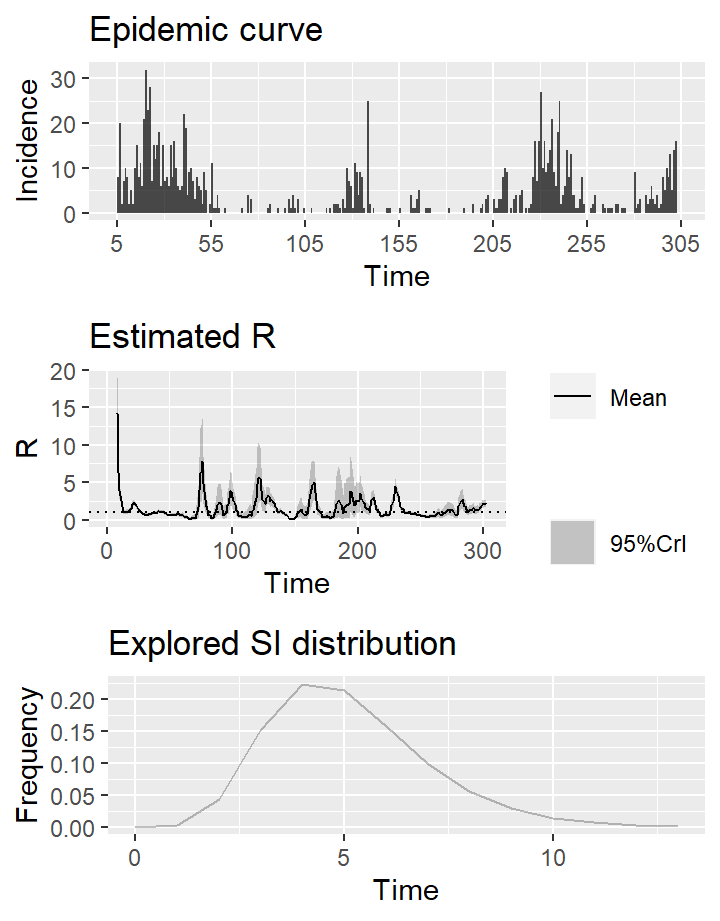 Epidemic curve
Incidence
30
20
10
0
5 55 105 155 205 255 305
Time
Estimated R
R
20
15
10
5
0
0 100 200 300
Time
Mean
95%CrI
Explored SI distribution
Frequency
0.20
0.15
0.10
0.05
0.00
0 5 10
Time